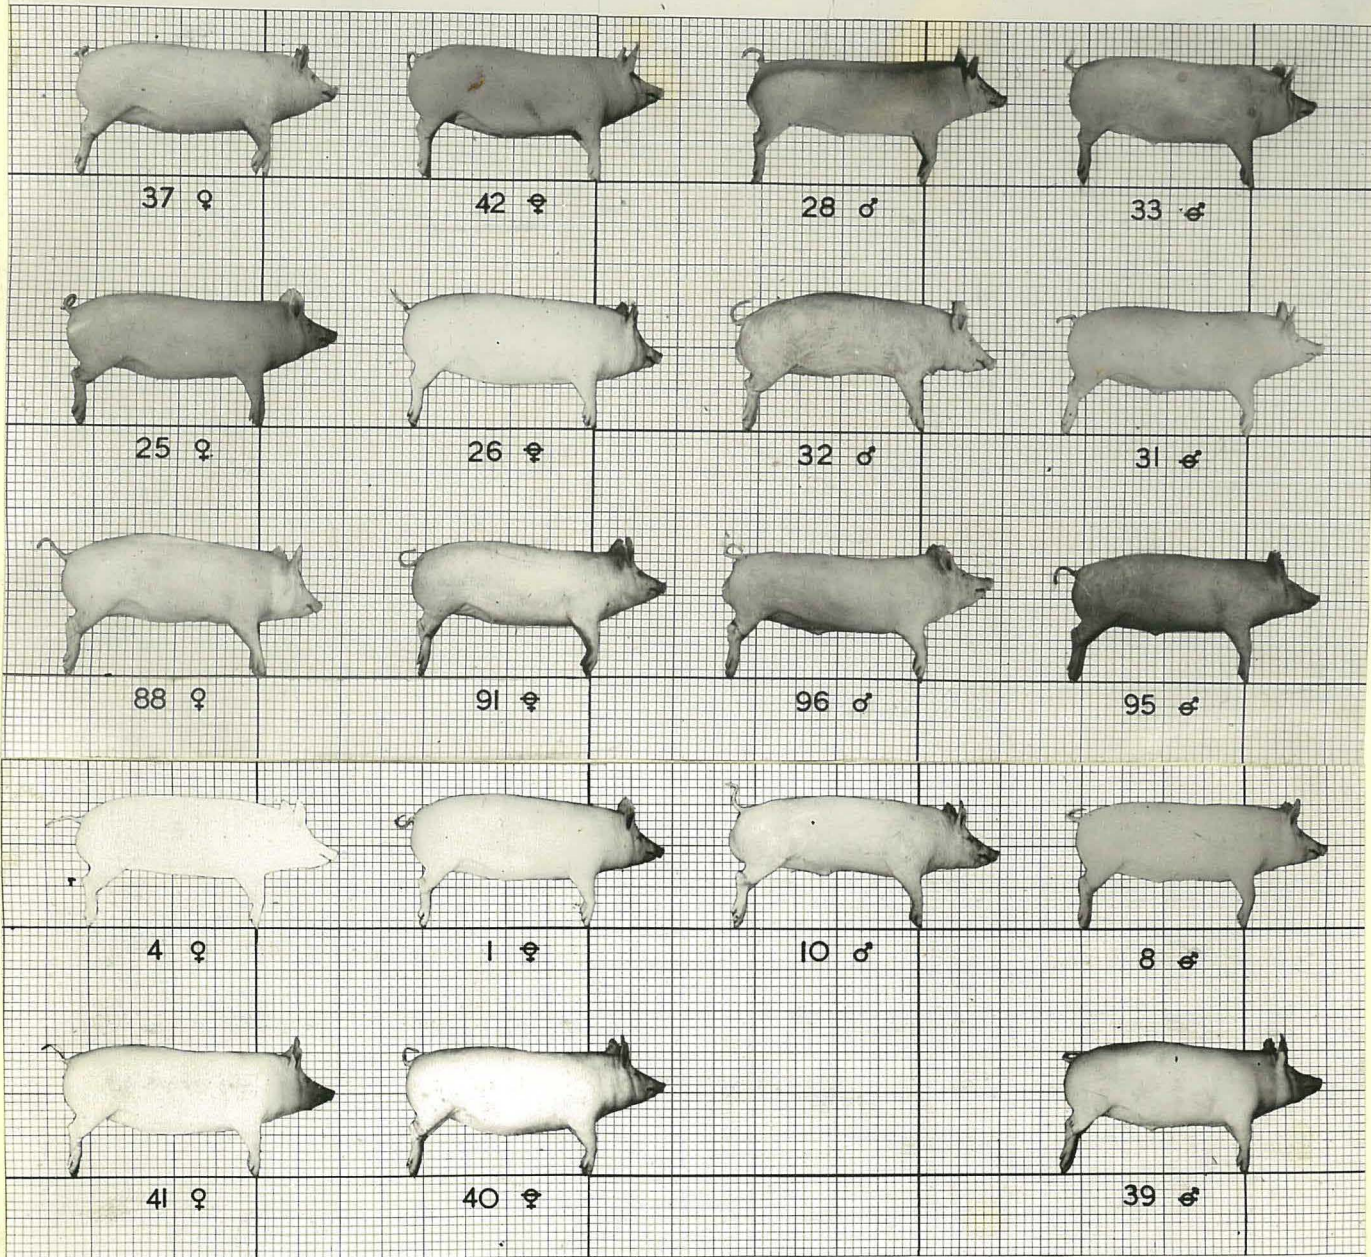 37 ♀ 42 ♀ 28 ♂ 33 ♂
25 ♀ 26 ♀ 32 ♂ 31 ♂
88 ♀ 91 ♀ 96 ♂ 95 ♂
4 ♀ 1 ♀ 10 ♂ 8 ♂
41 ♀ 40 ♀ 39 ♂